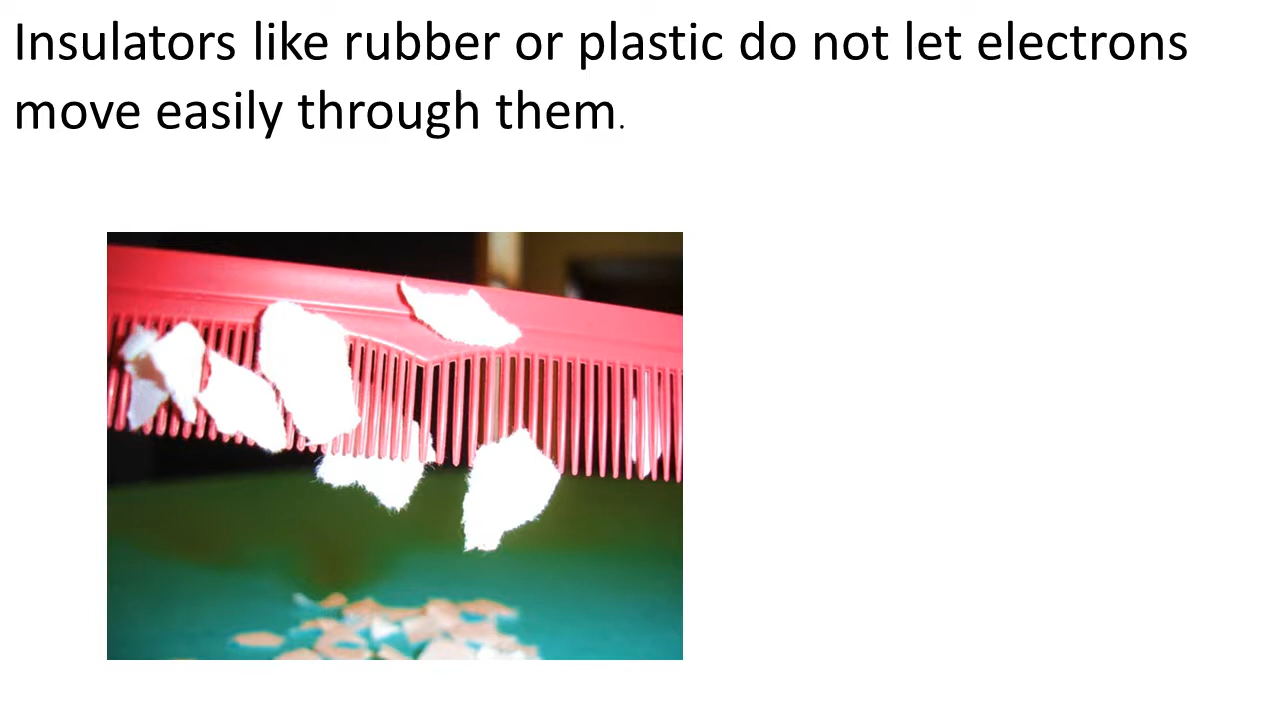 Insulators like rubber or plastic do not let electrons
move easily through them.